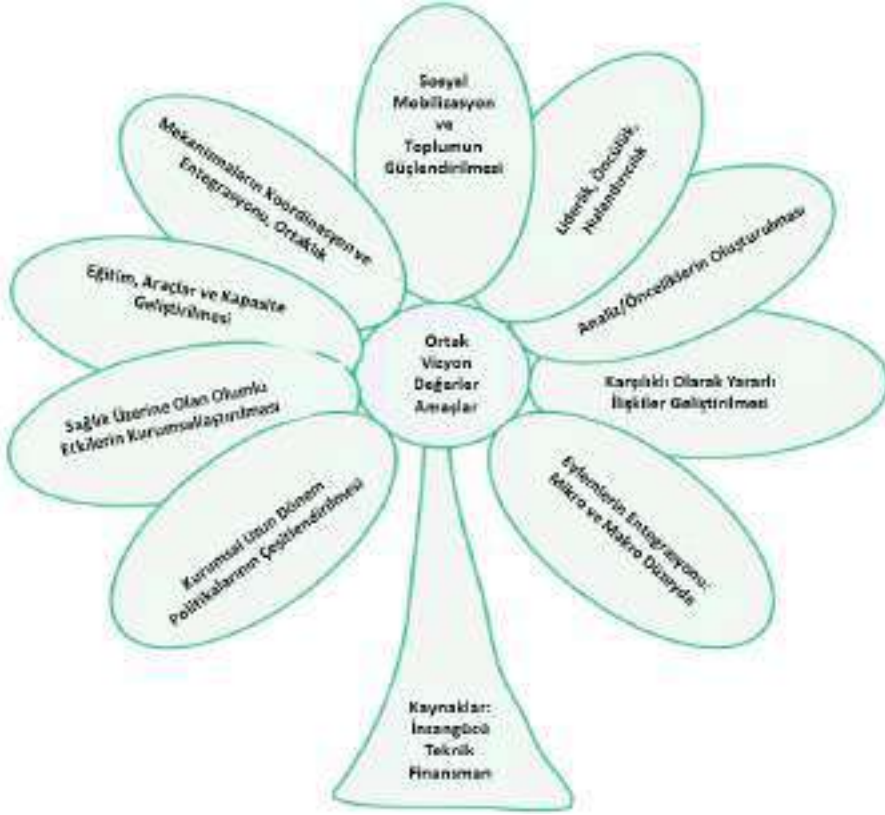 Sosyal
Mobilizasyon
ve
Toplumun
Güçlendirilmesi
Liderlik, Öncülük,
Analiz/Önceliklerin Oluşturulması
Karşılıklı Olarak Yararlı
İlişkiler Geliştirilmesi
Eylemlerin Entegrasyonu:
Mikro ve Makro Düzeyde
Kaynaklar:
İnsangücü
Teknik
Finansman
Kurumsal Uzun Dönem
Politikalarının Çeşitlendirilmesi
Sağlık Üzerine Olan Olumlu
Etkilerin Kurumsallaştırılması
Eğitim, Araçlar ve Kapasite
Geliştirilmesi
Mekanizmaların Koordinasyon ve
Entegrasyonu, Ortaklık
Ortak
Vizyon
Değerler
Amaçlar